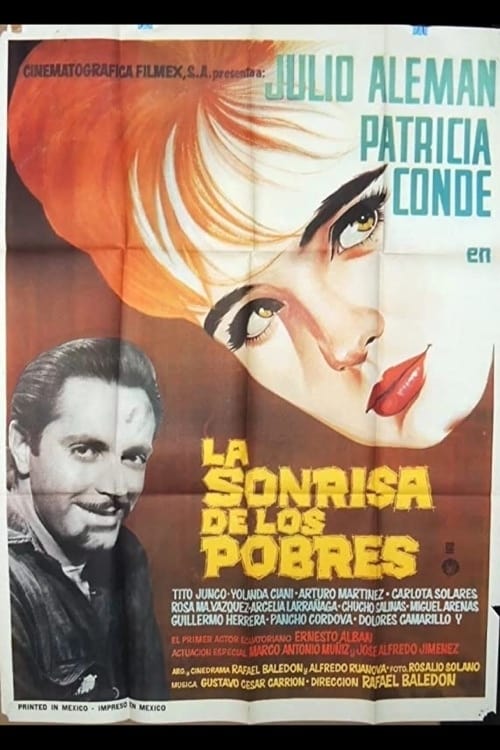 CINEMATOGRAFICA FILMEX, S.A. presenta a:
JULIO ALEMAN
PATRICIA
CONDE
en
LA
SONRISA
DE LOS
POBRES
TITO JUNCO · YOLANDA CIANI · ARTURO MARTINEZ · CARLOTA SOLARES
ROSA MA. VAZQUEZ · ARCELIA LARRAÑAGA · CHUCHO SALINAS · MIGUEL ARENAS
GUILLERMO HERRERA · PANCHO CORDOVA · DOLORES CAMARILLO Y
EL PRIMER ACTOR ECUATORIANO ERNESTO ALBAN
ACTUACION ESPECIAL MARCO ANTONIO MUÑIZ y JOSE ALFREDO JIMENEZ
ARG. y CINEDRAMA RAFAEL BALEDON y ALFREDO RUANOVA · FOTO. ROSALIO SOLANO
MUSICA GUSTAVO CESAR CARRION · DIRECCION RAFAEL BALEDON
PRINTED IN MEXICO - IMPRESO EN MEXICO